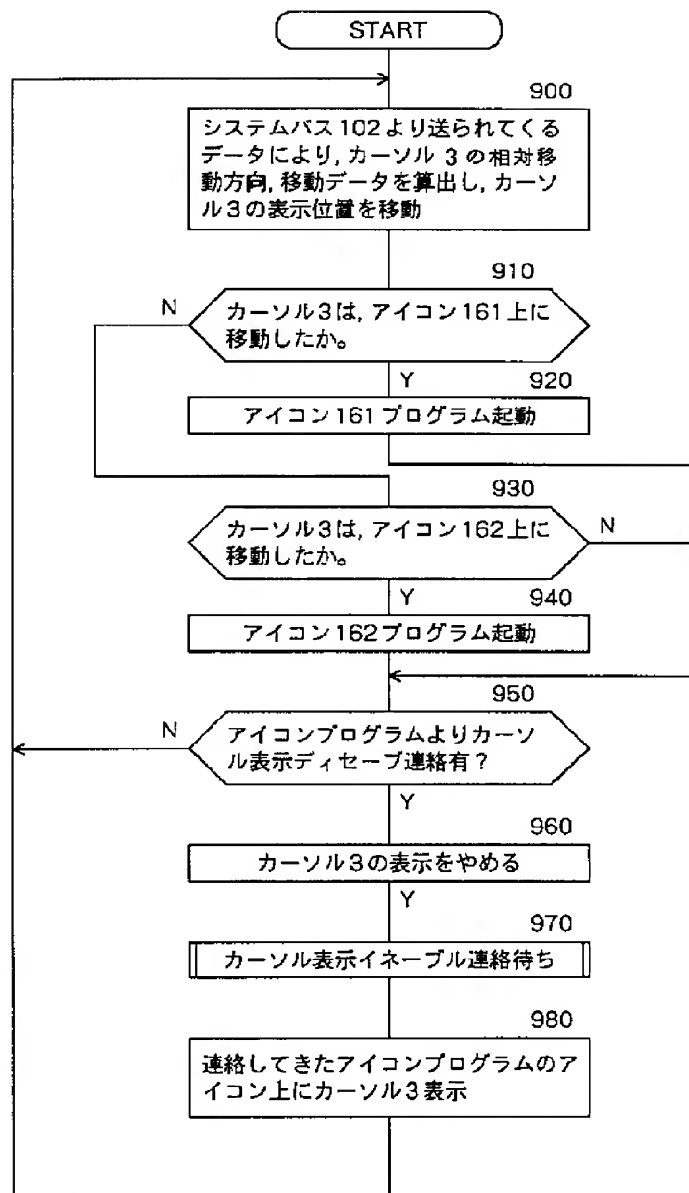 START
900
システムバス102より送られてくる
データにより,カーソル3の相対移
動方向,移動データを算出し,カーソ
ル3の表示位置を移動
910
N
カーソル3は,アイコン161上に
移動したか。
Y
920
アイコン161プログラム起動
930
カーソル3は,アイコン162上に
移動したか。
N
Y
940
アイコン162プログラム起動
950
N
アイコンプログラムよりカーソ
ル表示ディセーブ連絡有?
Y
960
カーソル3の表示をやめる
Y
970
カーソル表示イネーブル連絡待ち
980
連絡してきたアイコンプログラムのア
イコン上にカーソル3表示